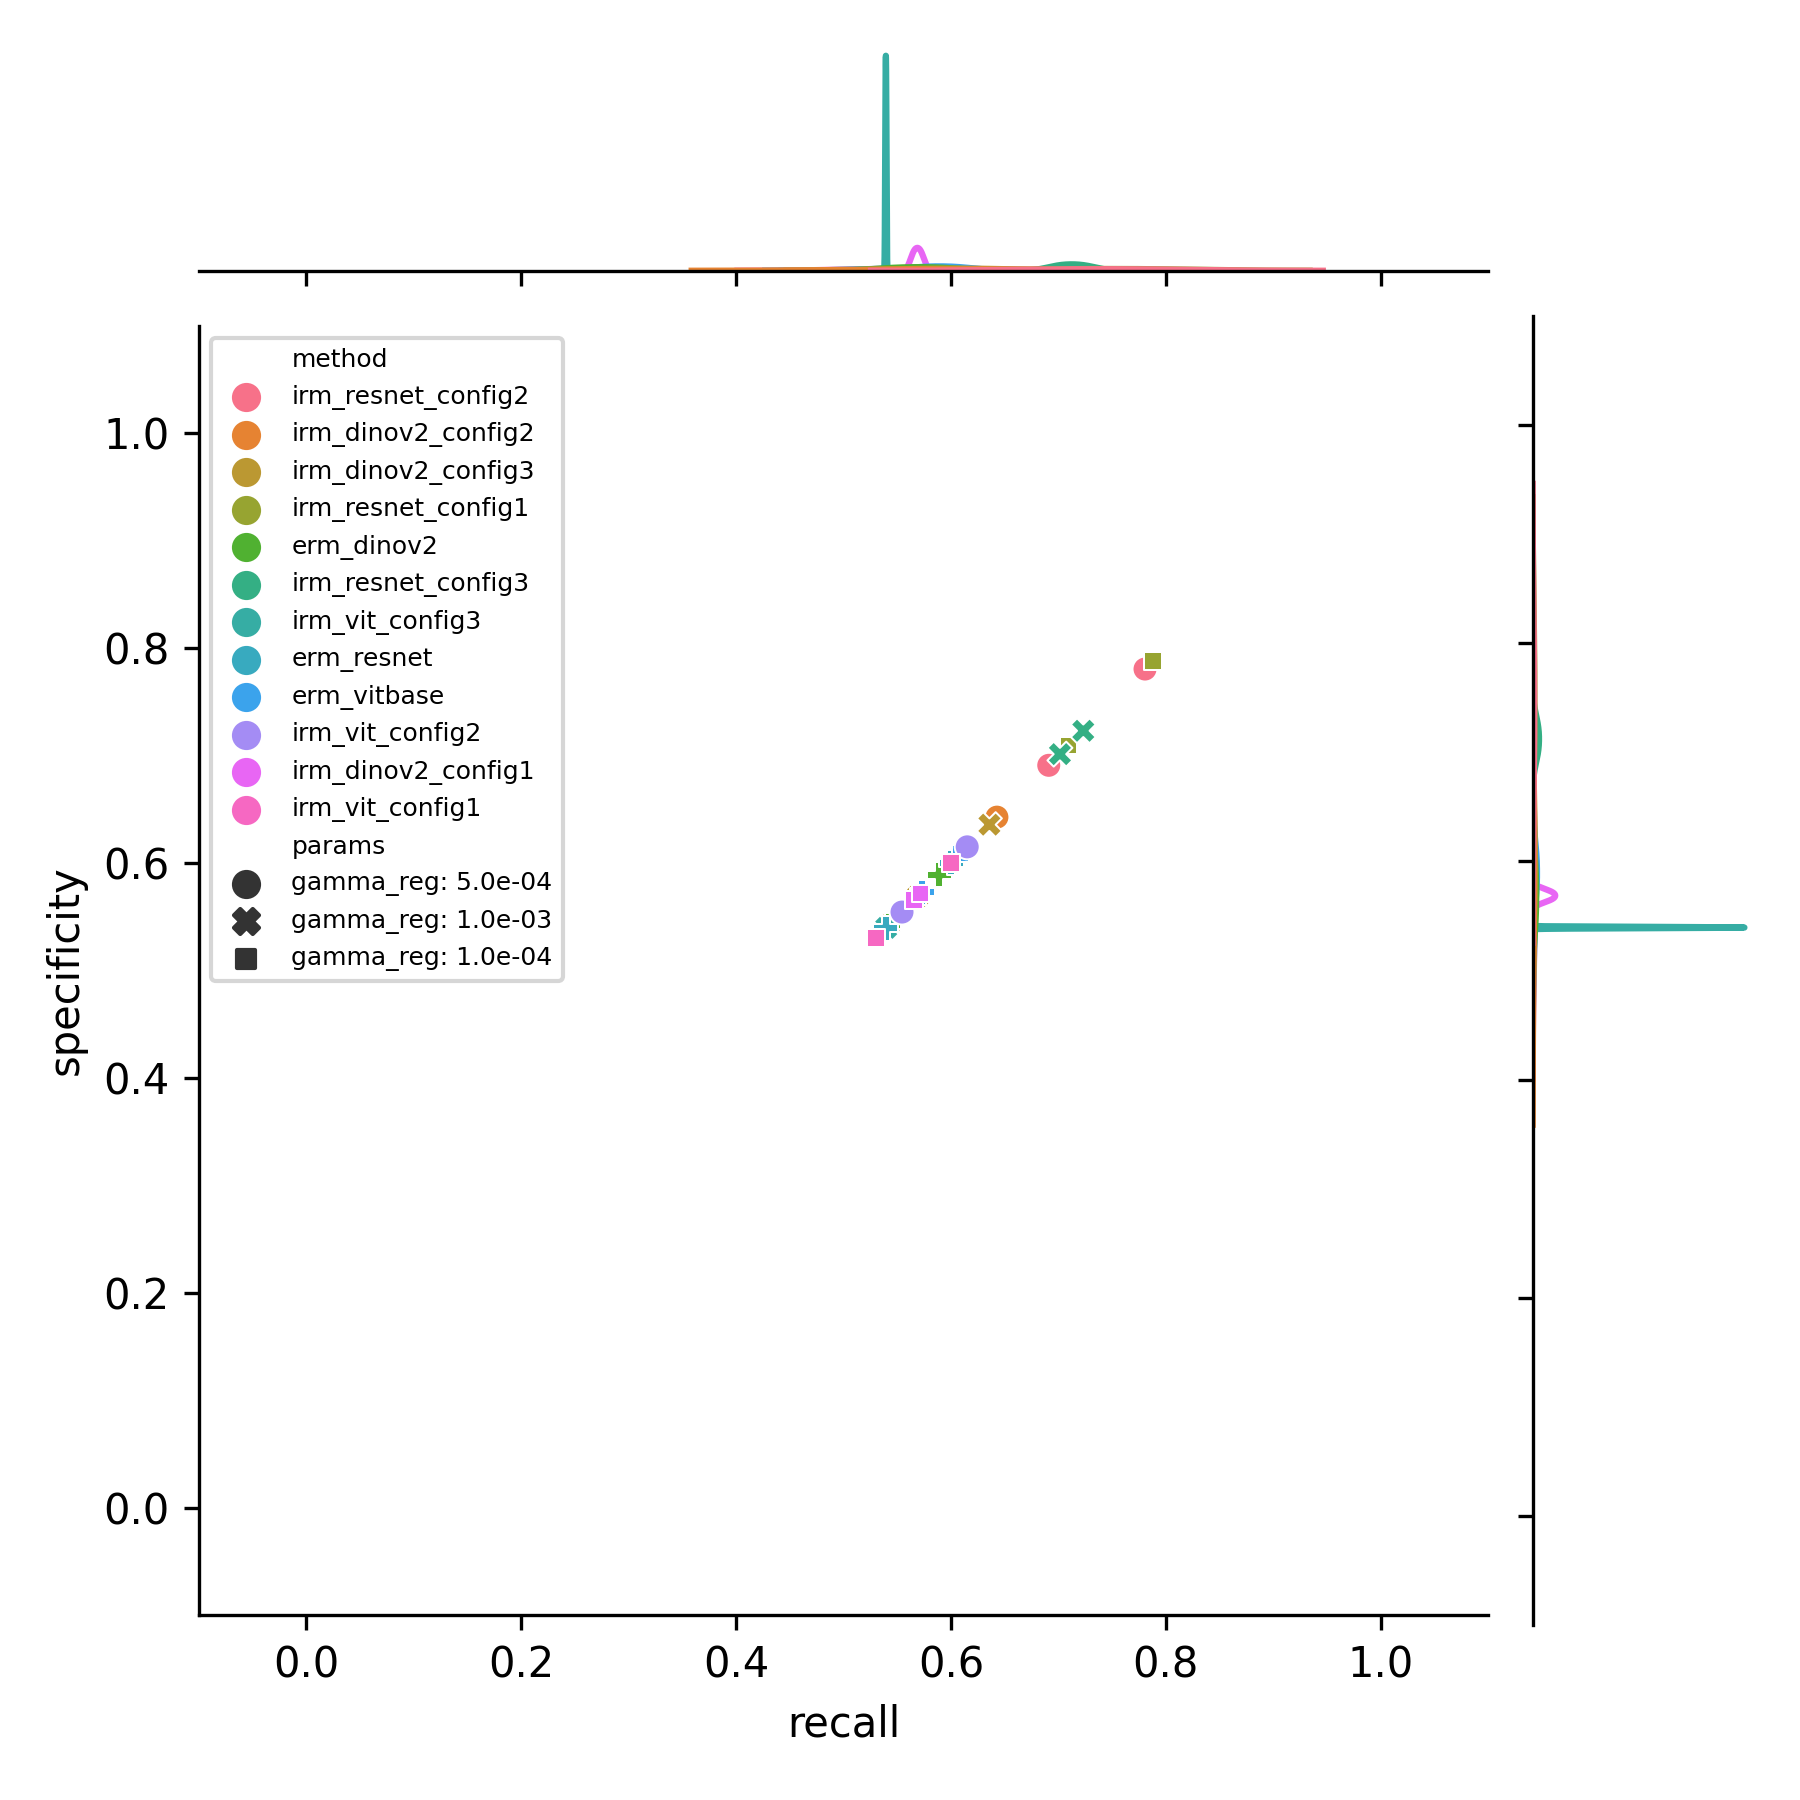 method
irm_resnet_config2
irm_dinov2_config2
irm_dinov2_config3
irm_resnet_config1
erm_dinov2
irm_resnet_config3
irm_vit_config3
erm_resnet
erm_vitbase
irm_vit_config2
irm_dinov2_config1
irm_vit_config1
params
gamma_reg: 5.0e-04
gamma_reg: 1.0e-03
gamma_reg: 1.0e-04
specificity
1.0
0.8
0.6
0.4
0.2
0.0
0.0 0.2 0.4 0.6 0.8 1.0
recall